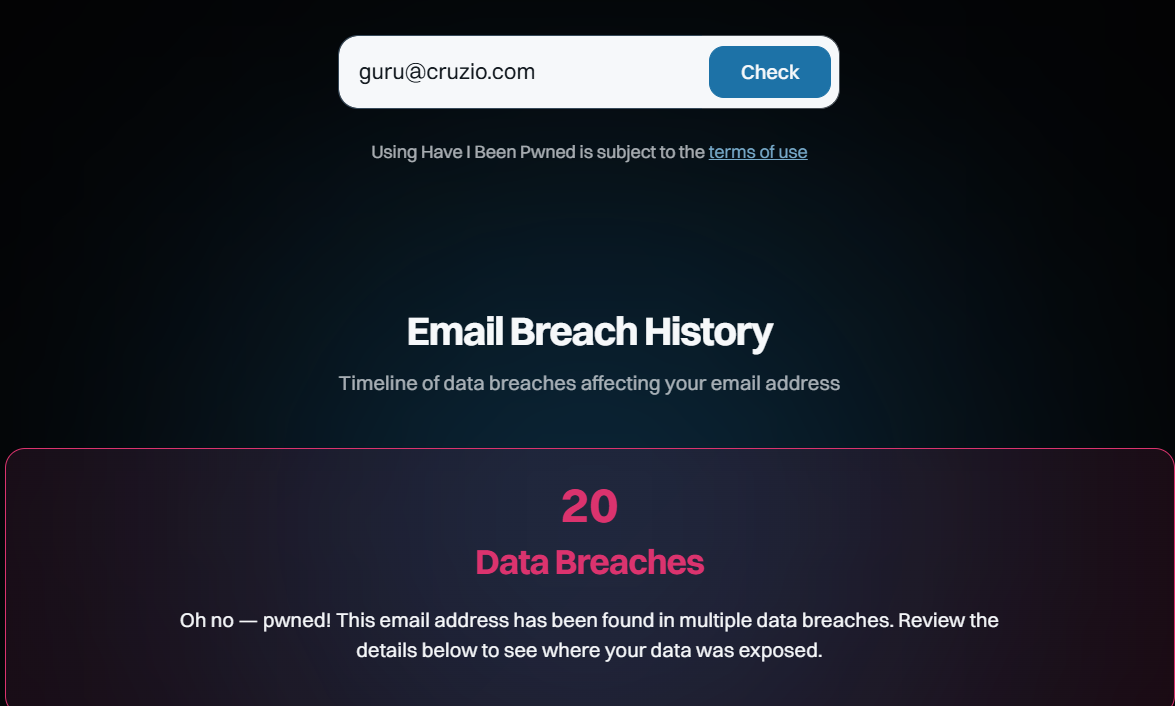 guru@cruzio.com
Check
Using Have I Been Pwned is subject to the terms of use
Email Breach History
Timeline of data breaches affecting your email address
20
Data Breaches
Oh no — pwned! This email address has been found in multiple data breaches. Review the
details below to see where your data was exposed.